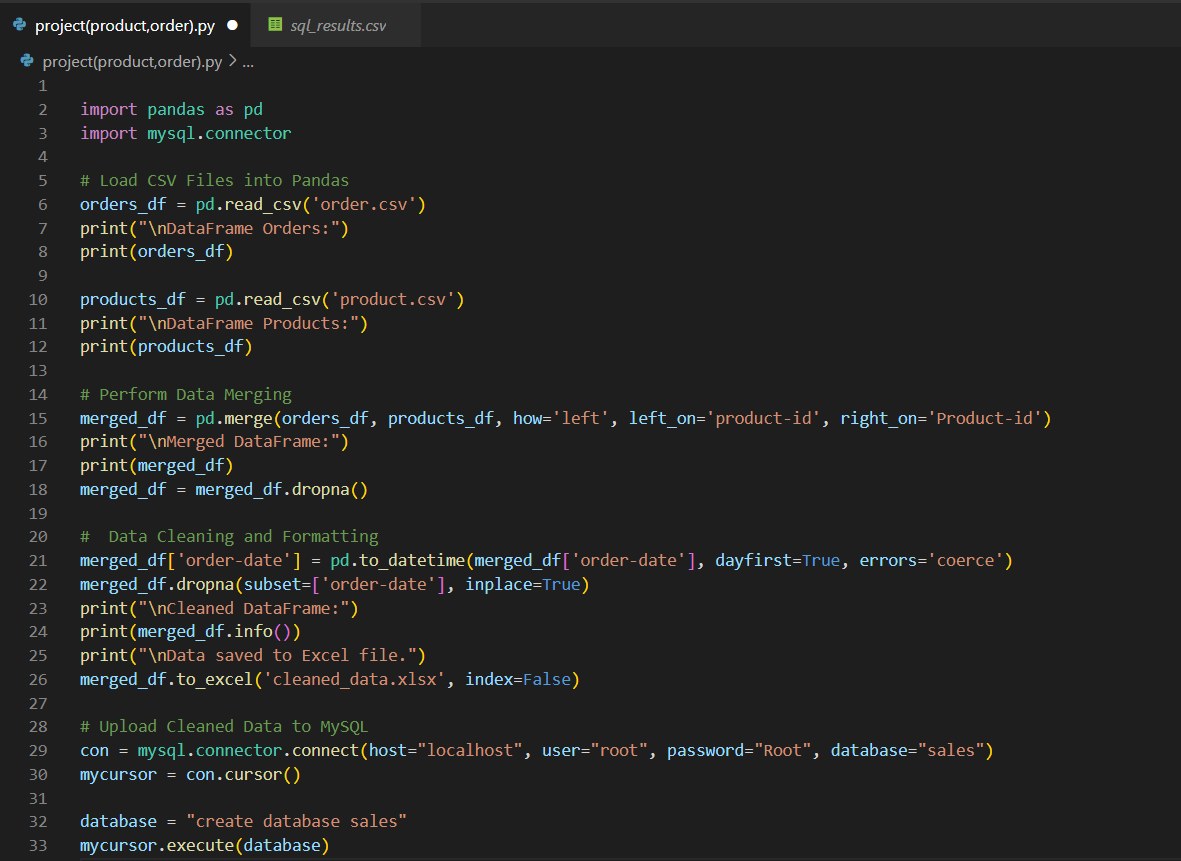 project(product,order).py
sql_results.csv
project(product,order).py > ...
1
2 import pandas as pd
3 import mysql.connector
4
5 # Load CSV Files into Pandas
6 orders_df = pd.read_csv('order.csv')
7 print("\nDataFrame Orders:")
8 print(orders_df)
9
10 products_df = pd.read_csv('product.csv')
11 print("\nDataFrame Products:")
12 print(products_df)
13
14 # Perform Data Merging
15 merged_df = pd.merge(orders_df, products_df, how='left', left_on='product-id', right_on='Product-id')
16 print("\nMerged DataFrame:")
17 print(merged_df)
18 merged_df = merged_df.dropna()
19
20 #  Data Cleaning and Formatting
21 merged_df['order-date'] = pd.to_datetime(merged_df['order-date'], dayfirst=True, errors='coerce')
22 merged_df.dropna(subset=['order-date'], inplace=True)
23 print("\nCleaned DataFrame:")
24 print(merged_df.info())
25 print("\nData saved to Excel file.")
26 merged_df.to_excel('cleaned_data.xlsx', index=False)
27
28 # Upload Cleaned Data to MySQL
29 con = mysql.connector.connect(host="localhost", user="root", password="Root", database="sales")
30 mycursor = con.cursor()
31
32 database = "create database sales"
33 mycursor.execute(database)